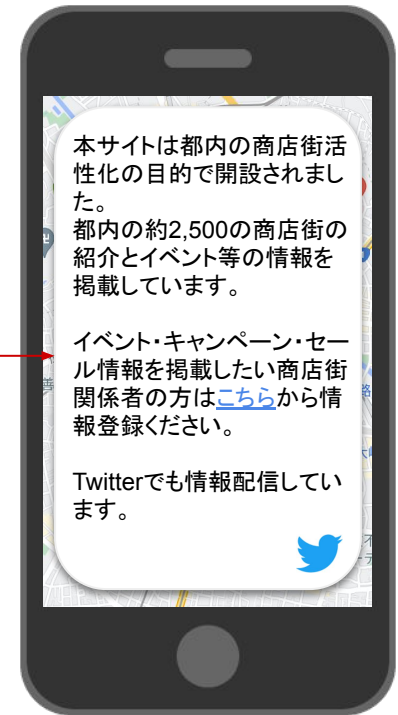 本サイトは都内の商店街活
性化の目的で開設されまし
た。
都内の約2,500の商店街の
紹介とイベント等の情報を
掲載しています。
イベント・キャンペーン・セー
ル情報を掲載したい商店街
関係者の方はこちらから情
報登録ください。
Twitterでも情報配信してい
ます。